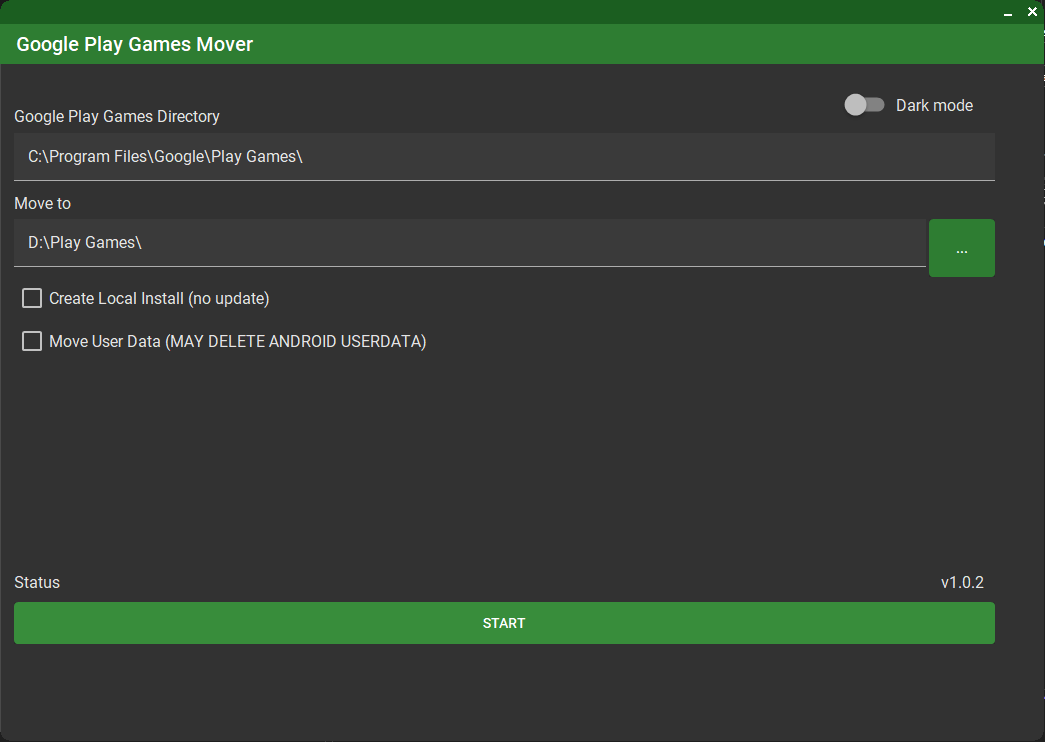 Google Play Games Mover
Dark mode
Google Play Games Directory
C:\Program Files\Google\Play Games\
Move to
D:\Play Games\
...
Create Local Install (no update)
Move User Data (MAY DELETE ANDROID USERDATA)
Status
v1.0.2
START